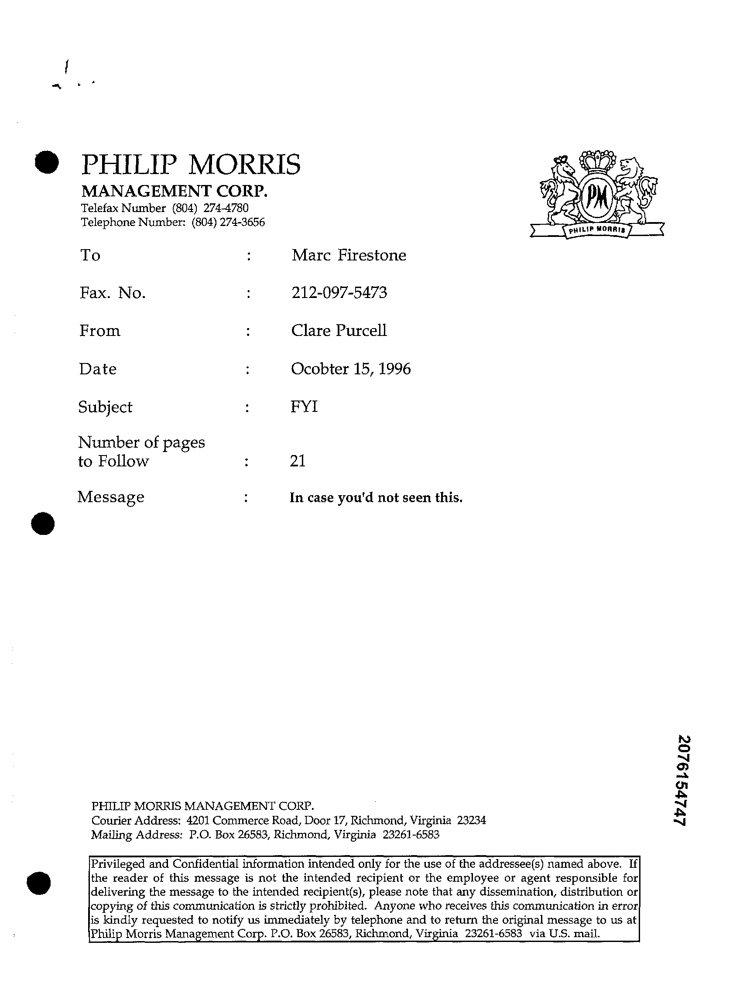 PHILIP MORRIS
MANAGEMENT CORP.
Telefax Number (804) 274-4780
Telephone Number: (804) 274-3656
PM
PHILIP MORRIS
To : Marc Firestone
Fax. No. : 212-097-5473
From : Clare Purcell
Date : Ocobter 15, 1996
Subject : FYI
Number of pages
to Follow : 21
Message : In case you'd not seen this.
2076154747
PHILIP MORRIS MANAGEMENT CORP.
Courier Address: 4201 Commerce Road, Door 17, Richmond, Virginia 23234
Mailing Address: P.O. Box 26583, Richmond, Virginia 23261-6583
Privileged and Confidential information intended only for the use of the addressee(s) named above. If
the reader of this message is not the intended recipient or the employee or agent responsible for
delivering the message to the intended recipient(s), please note that any dissemination, distribution or
copying of this communication is strictly prohibited. Anyone who receives this communication in error
is kindly requested to notify us immediately by telephone and to return the original message to us at
Philip Morris Management Corp. P.O. Box 26583, Richmond, Virginia 23261-6583 via U.S. mail.